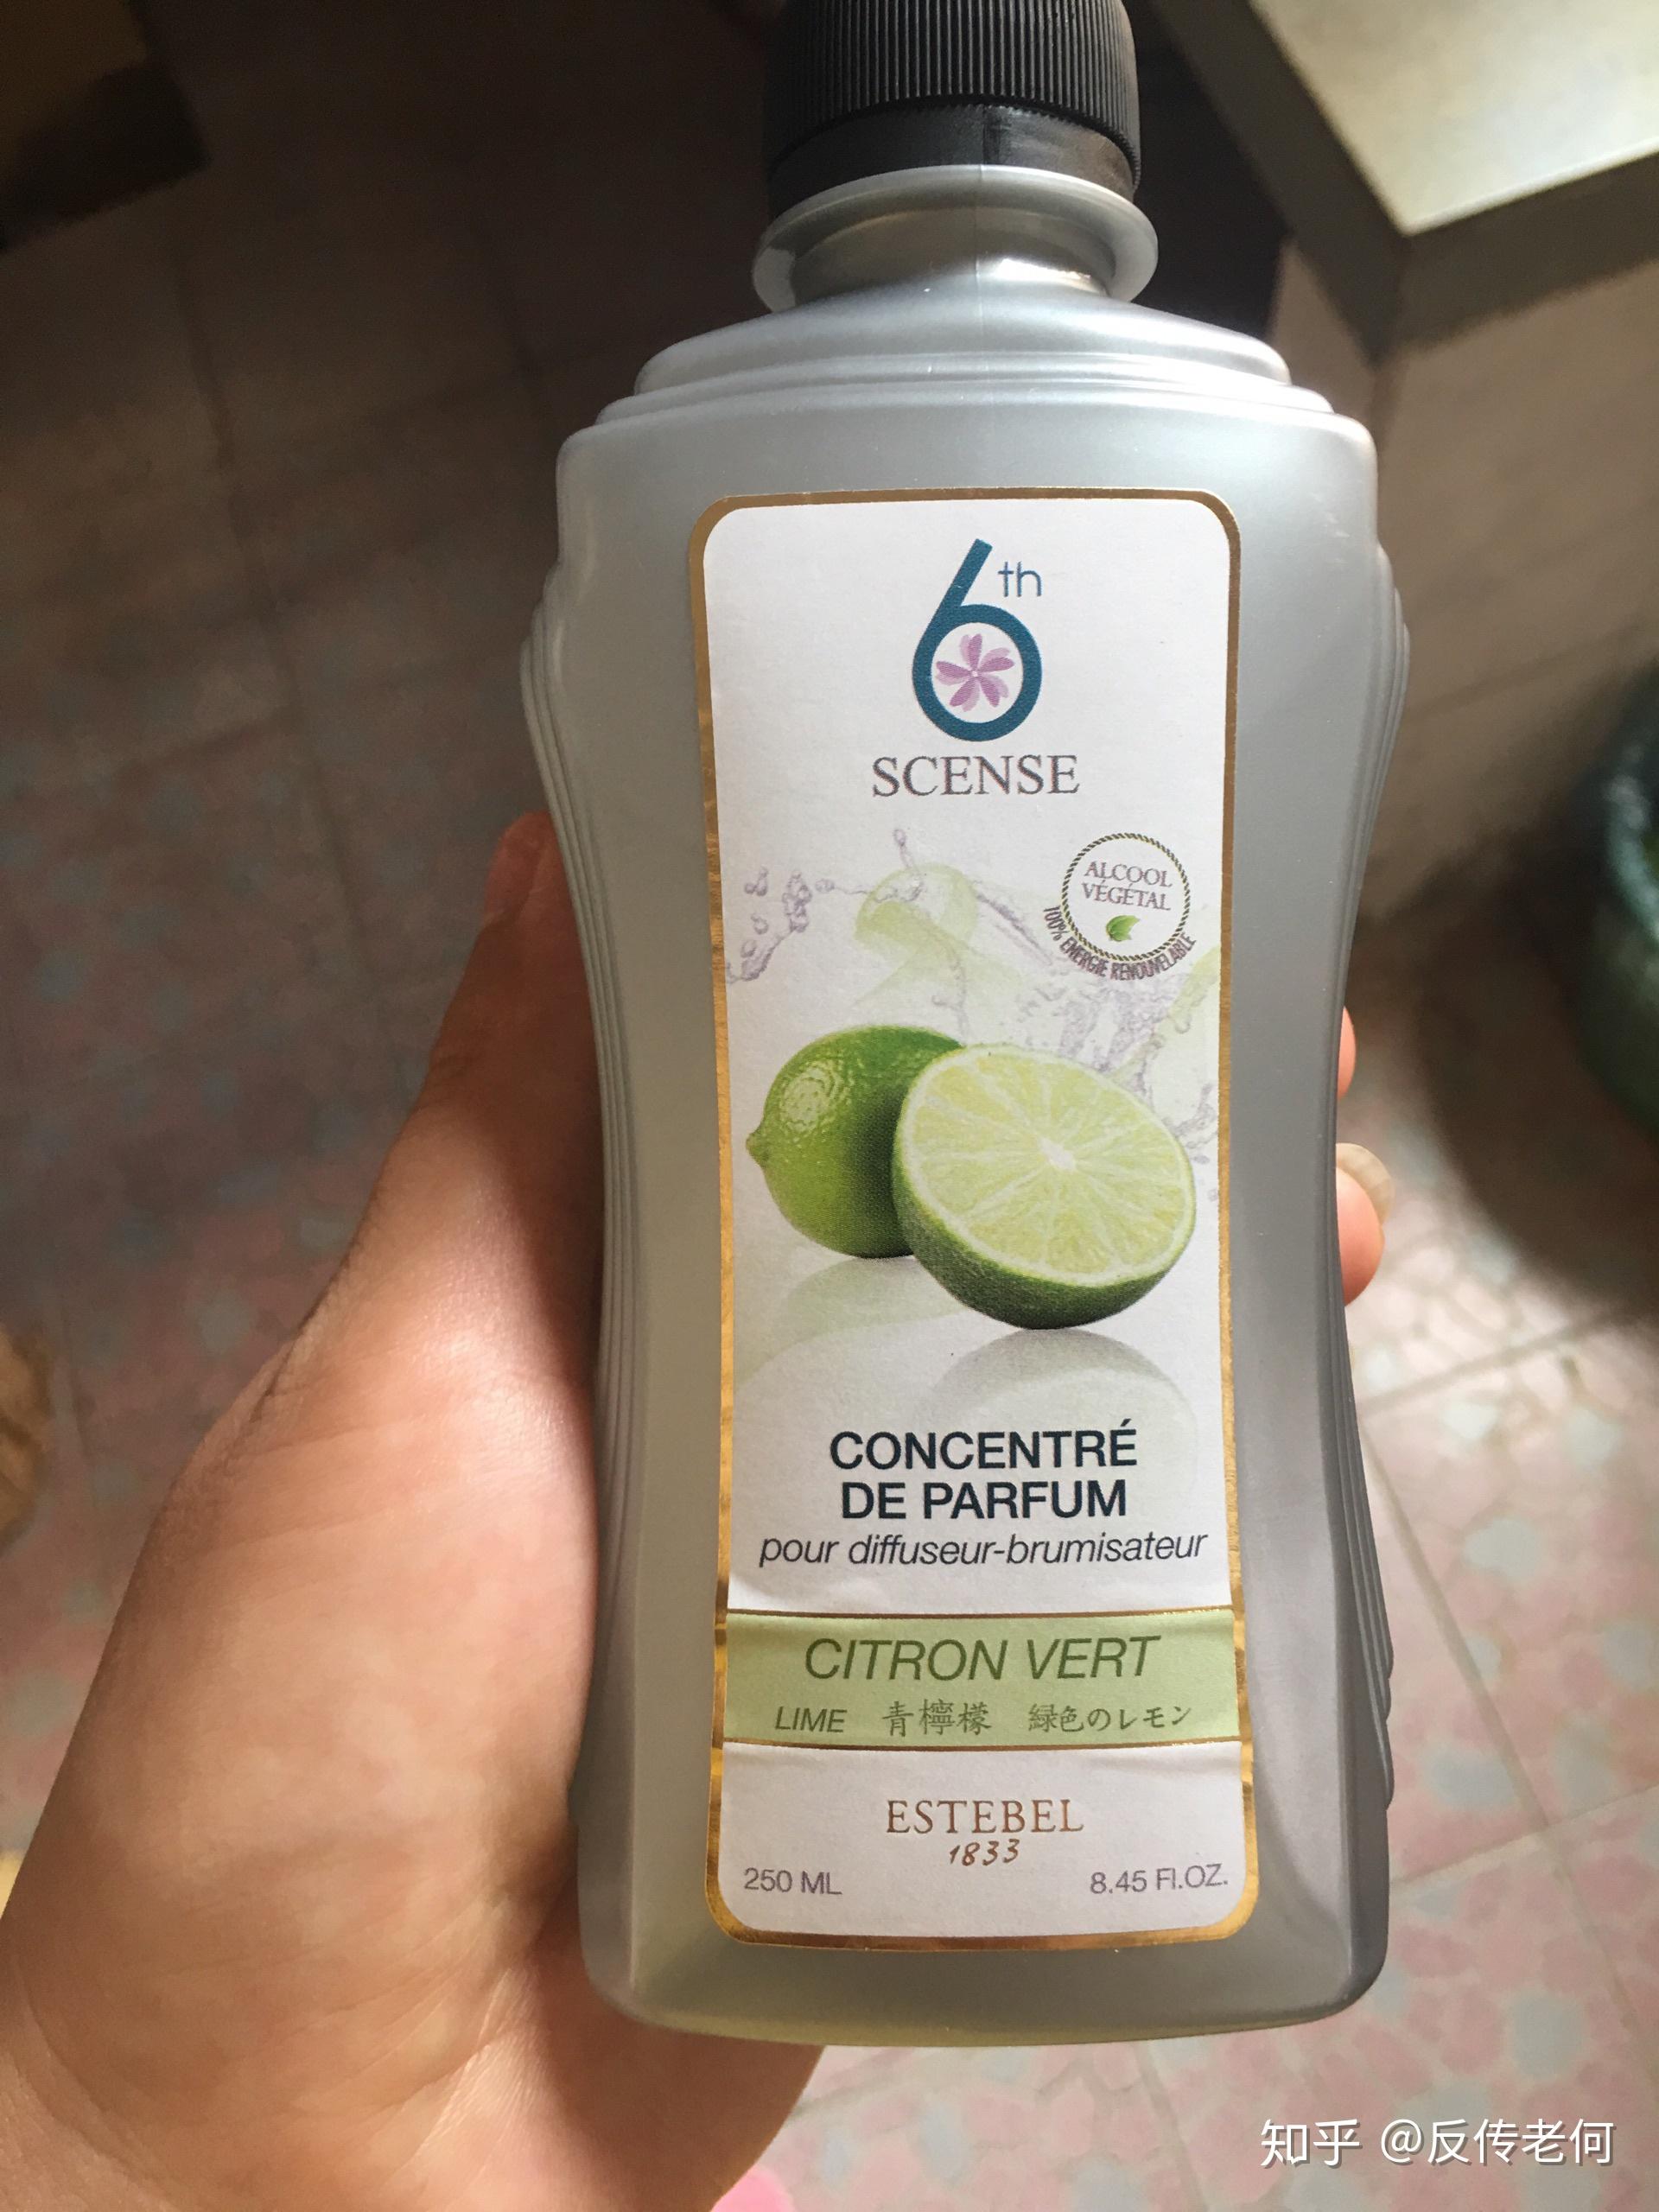 6th
SCENSE
ALCOOL
VÉGÉTAL
100% ENERGIE RENOUVELABLE
CONCENTRÉ
DE PARFUM
pour diffuseur-brumisateur
CITRON VERT
LIME 青檸檬 緑色のレモン
ESTEBEL
1833
250 ML 8.45 Fl.OZ.
知乎 @反传老何